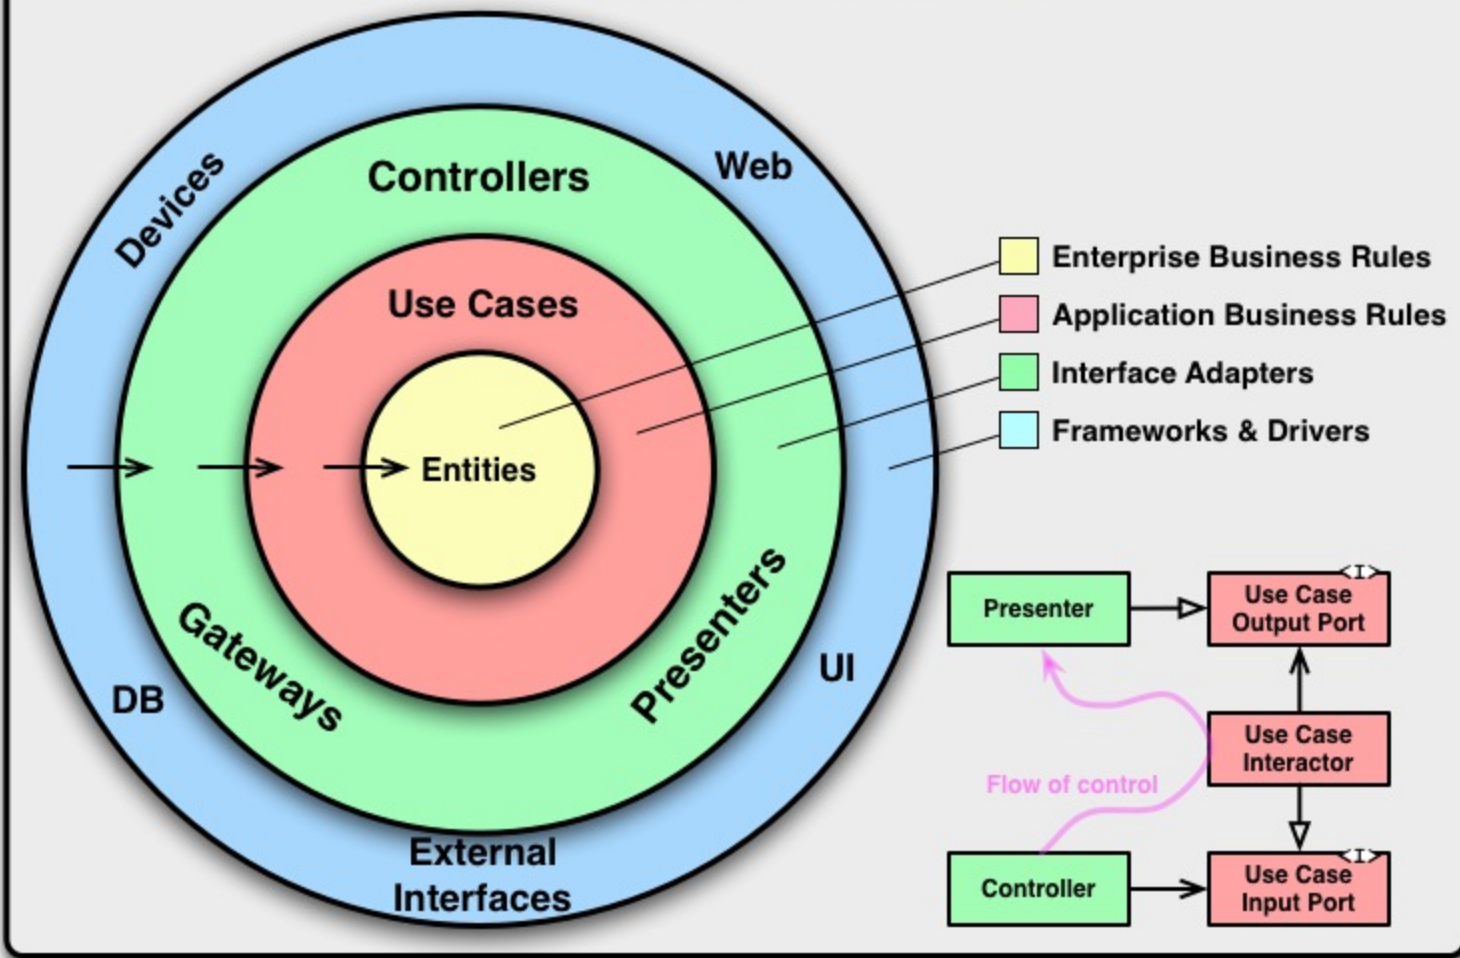 Devices
Controllers
Web
Use Cases
Entities
Gateways
Presenters
DB
UI
External
Interfaces
Enterprise Business Rules
Application Business Rules
Interface Adapters
Frameworks & Drivers
Presenter
<I>
Use Case
Output Port
Use Case
Interactor
Flow of control
Controller
<I>
Use Case
Input Port